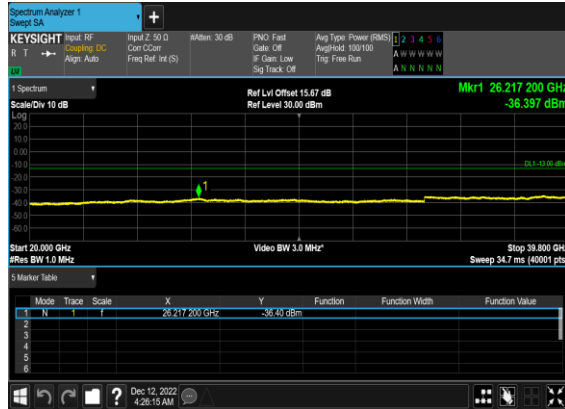 Spectrum Analyzer 1
Swept SA
+
KEYSIGHT Input: RF Input Z: 50 Ω #Atten: 30 dB PNO: Fast Avg Type: Power (RMS) 1 2 3 4 5 6
R T Coupling: DC Corr CCorr Gate: Off Avg|Hold: 100/100 A W W W W W
Align: Auto Freq Ref: Int (S) IF Gain: Low Trig: Free Run
LW Sig Track: Off A N N N N N
1 Spectrum Ref Lvl Offset 15.67 dB Mkr1 26.217 200 GHz
Scale/Div 10 dB Ref Level 30.00 dBm -36.397 dBm
Log
20.0
10.0
0.00
-10.0 DL1 -13.00 dBm
-20.0
-30.0 1
-40.0
-50.0
-60.0
Start 20.000 GHz Video BW 3.0 MHz* Stop 39.800 GHz
#Res BW 1.0 MHz Sweep 34.7 ms (40001 pts)
5 Marker Table
Mode Trace Scale X Y Function Function Width Function Value
1 N 1 f 26.217 200 GHz -36.40 dBm
2
3
4
5
6
? Dec 12, 2022
4:26:15 AM